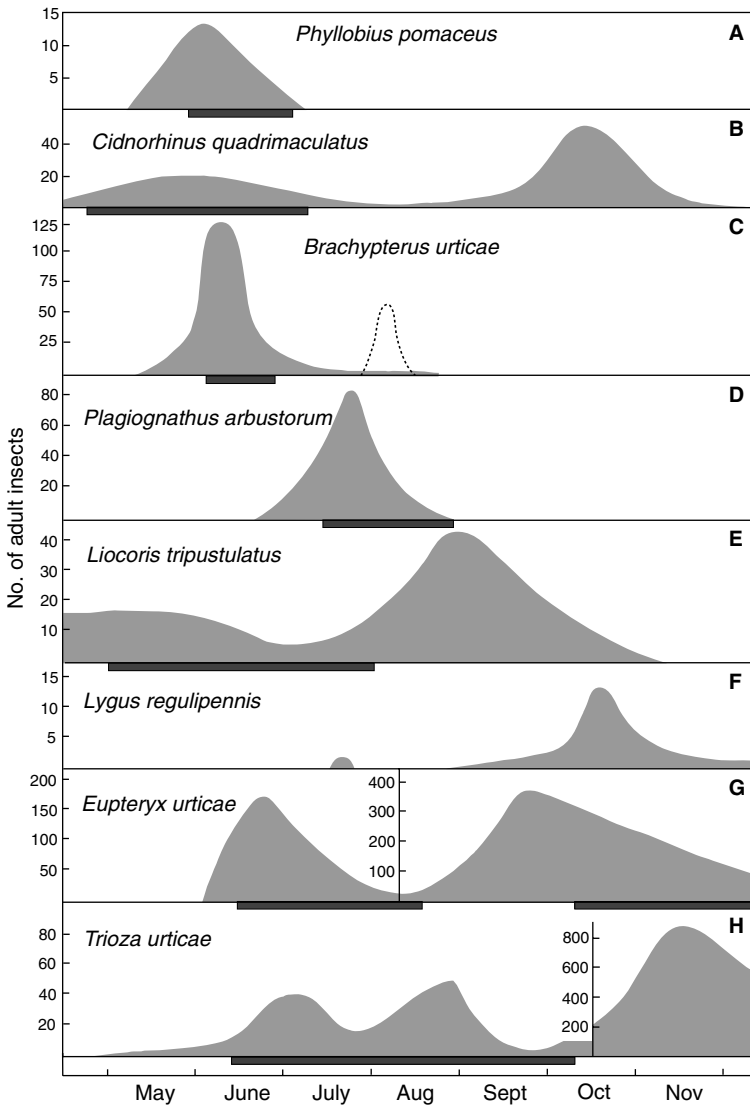 No. of adult insects
15
10
5
Phyllobius pomaceus
A
40
20
Cidnorhinus quadrimaculatus
B
125
100
75
50
25
Brachypterus urticae
C
80
60
40
20
Plagiognathus arbustorum
D
40
30
20
10
Liocoris tripustulatus
E
15
10
5
Lygus regulipennis
F
200
150
100
50
Eupteryx urticae
400
300
200
100
G
80
60
40
20
Trioza urticae
800
600
400
200
H
May June July Aug Sept Oct Nov